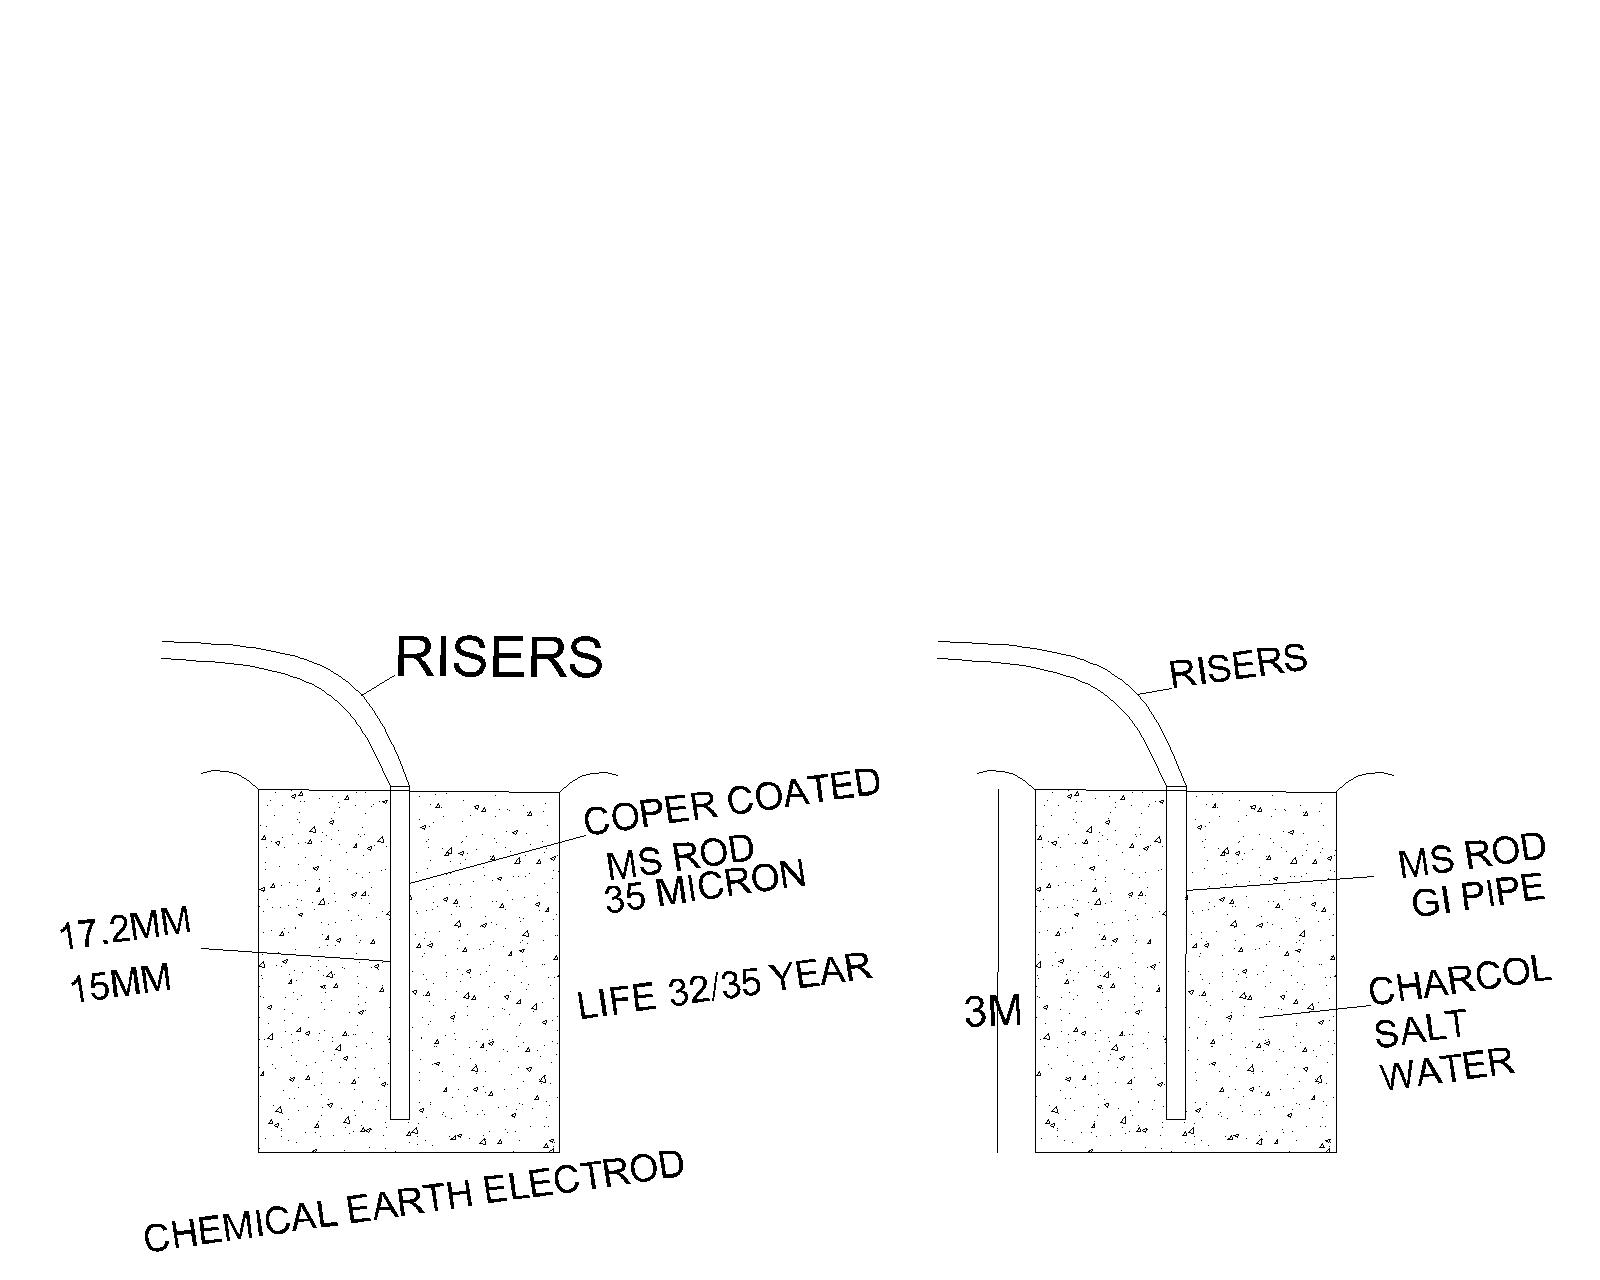 RISERS
COPER COATED
MS ROD
35 MICRON
17.2MM
15MM
LIFE 32/35 YEAR
CHEMICAL EARTH ELECTROD
RISERS
MS ROD
GI PIPE
3M
CHARCOL
SALT
WATER